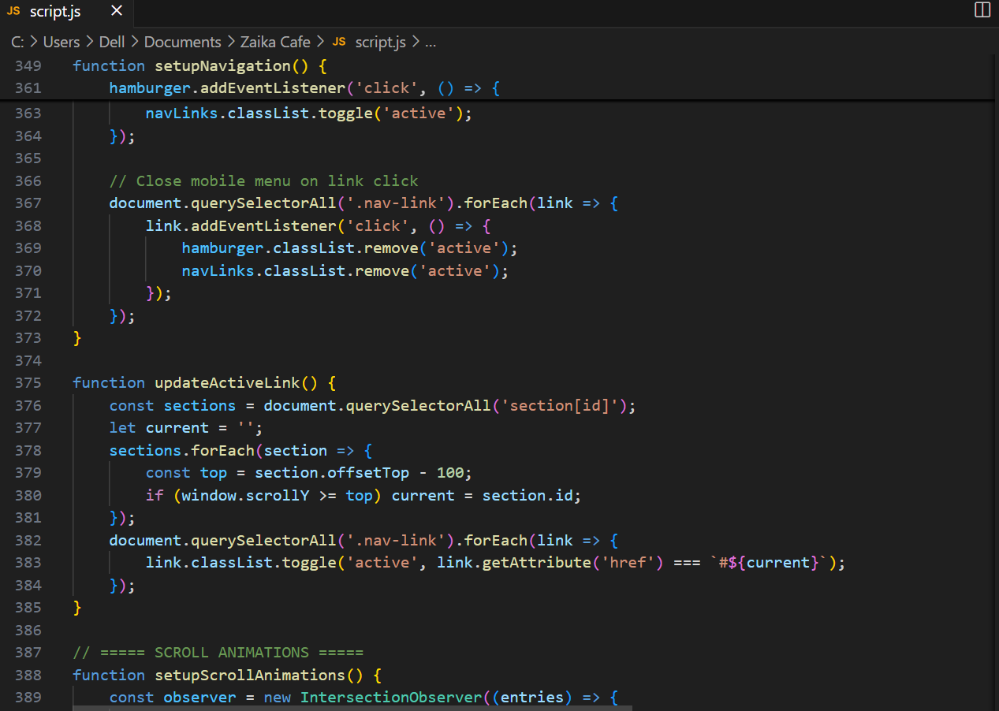 JS script.js ×
C: > Users > Dell > Documents > Zaika Cafe > JS script.js > ...
349 function setupNavigation() {
361 hamburger.addEventListener('click', () => {
363 navLinks.classList.toggle('active');
364 });
365
366 // Close mobile menu on link click
367 document.querySelectorAll('.nav-link').forEach(link => {
368 link.addEventListener('click', () => {
369 hamburger.classList.remove('active');
370 navLinks.classList.remove('active');
371 });
372 });
373 }
374
375 function updateActiveLink() {
376 const sections = document.querySelectorAll('section[id]');
377 let current = '';
378 sections.forEach(section => {
379 const top = section.offsetTop - 100;
380 if (window.scrollY >= top) current = section.id;
381 });
382 document.querySelectorAll('.nav-link').forEach(link => {
383 link.classList.toggle('active', link.getAttribute('href') === `#${current}`);
384 });
385 }
386
387 // ===== SCROLL ANIMATIONS =====
388 function setupScrollAnimations() {
389 const observer = new IntersectionObserver((entries) => {